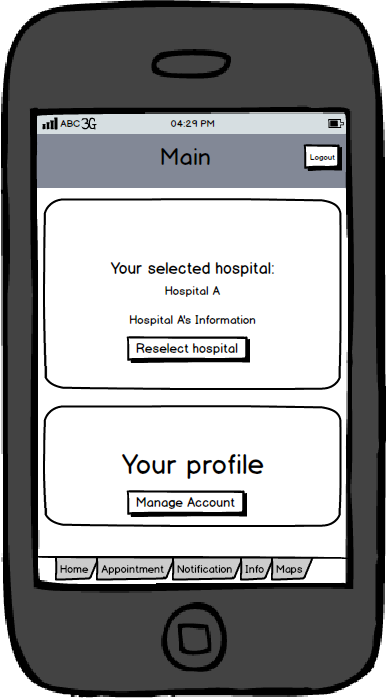 ABC 3G 04:29 PM
Main
Logout
Your selected hospital:
Hospital A
Hospital A's Information
Reselect hospital
Your profile
Manage Account
Home Appointment Notification Info Maps